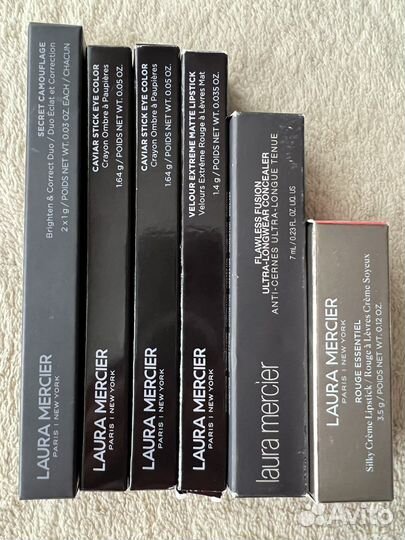 LAURA MERCIER
PARIS | NEW YORK
SECRET CAMOUFLAGE
Brighten & Correct Duo / Duo Éclat et Correction
2 x 1 g / POIDS NET WT. 0.03 OZ. EACH / CHACUN
LAURA MERCIER
PARIS | NEW YORK
CAVIAR STICK EYE COLOR
Crayon Ombre à Paupières
1.64 g / POIDS NET WT. 0.05 OZ.
LAURA MERCIER
PARIS | NEW YORK
CAVIAR STICK EYE COLOR
Crayon Ombre à Paupières
1.64 g / POIDS NET WT. 0.05 OZ.
LAURA MERCIER
PARIS | NEW YORK
VELOUR EXTREME MATTE LIPSTICK
Velours Extrême Rouge à Lèvres Mat
1.4 g / POIDS NET WT. 0.035 OZ.
laura mercier
FLAWLESS FUSION
ULTRA-LONGWEAR CONCEALER
ANTI-CERNES ULTRA-LONGUE TENUE
7 mL / 0.23 FL. OZ. LIQ. US
LAURA MERCIER
PARIS | NEW YORK
ROUGE ESSENTIEL
Silky Crème Lipstick / Rouge à Lèvres Crème Soyeux
3.5 g / POIDS NET WT. 0.12 OZ.
Avito